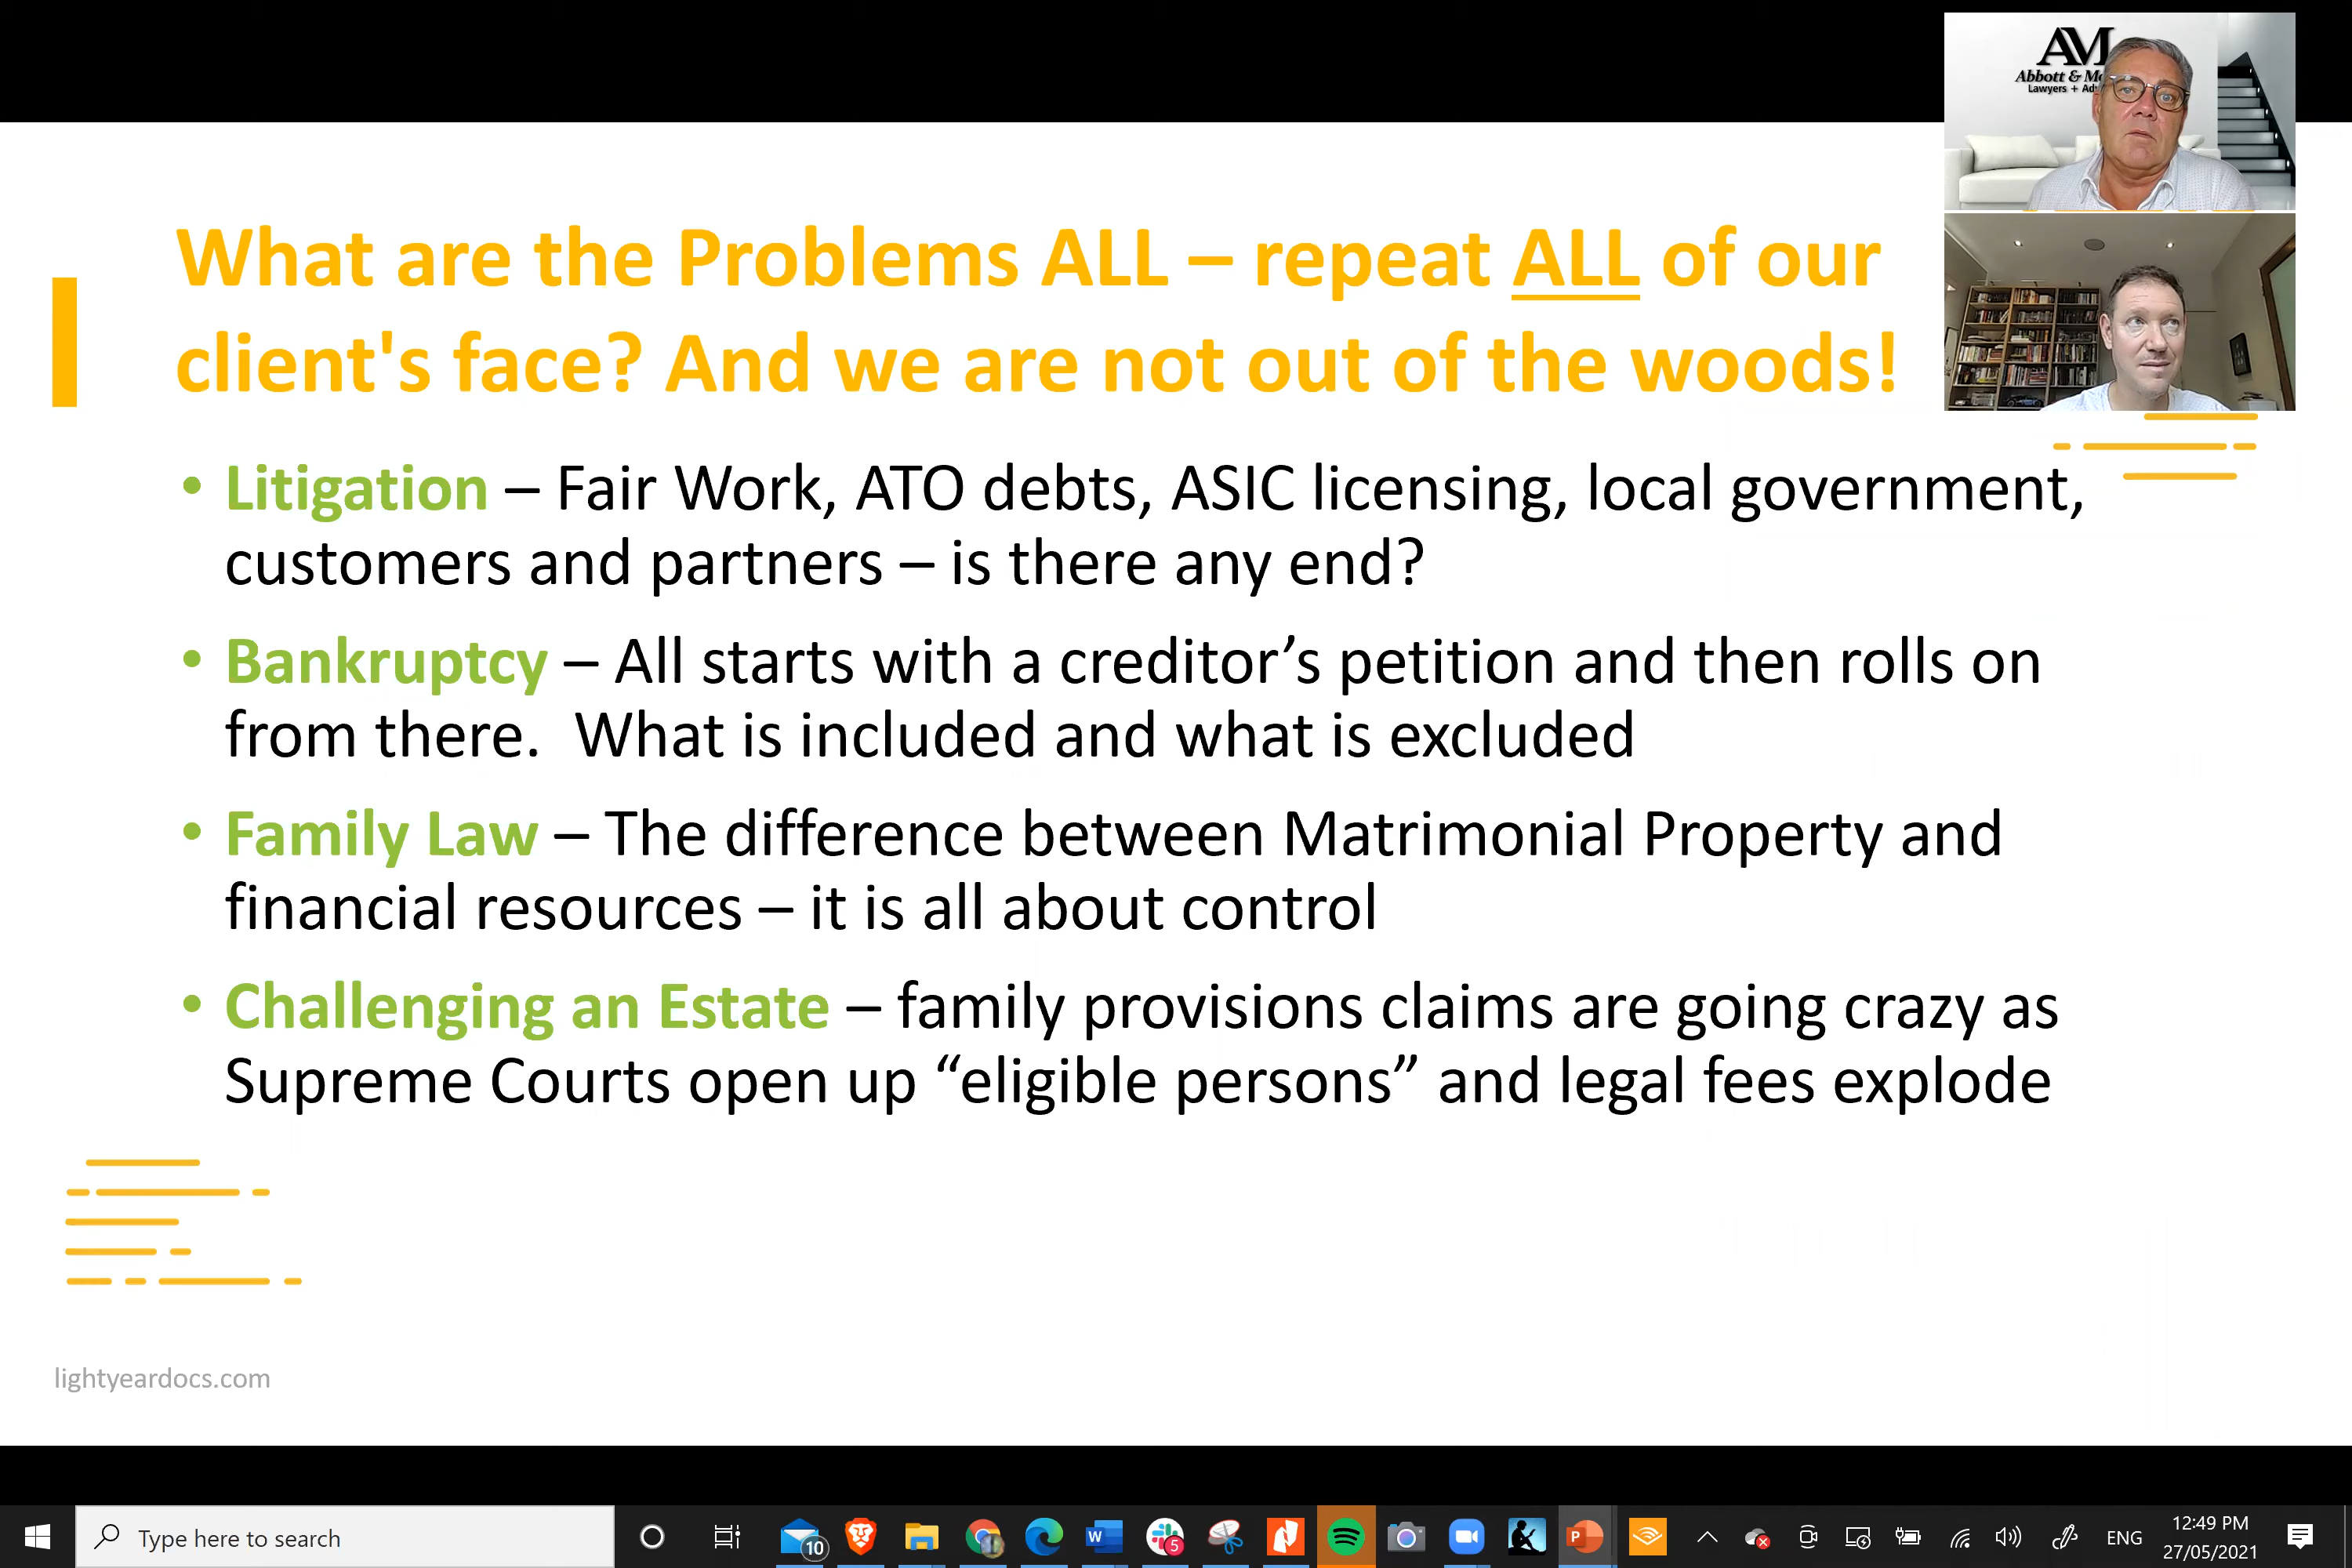 AM
Abbott &
Lawyers +
What are the Problems ALL – repeat ALL of our
client's face? And we are not out of the woods!
• Litigation – Fair Work, ATO debts, ASIC licensing, local government,
customers and partners – is there any end?
• Bankruptcy – All starts with a creditor’s petition and then rolls on
from there.  What is included and what is excluded
• Family Law – The difference between Matrimonial Property and
financial resources – it is all about control
• Challenging an Estate – family provisions claims are going crazy as
Supreme Courts open up “eligible persons” and legal fees explode
lightyeardocs.com
Type here to search
10
W
5
P
ENG
12:49 PM
27/05/2021